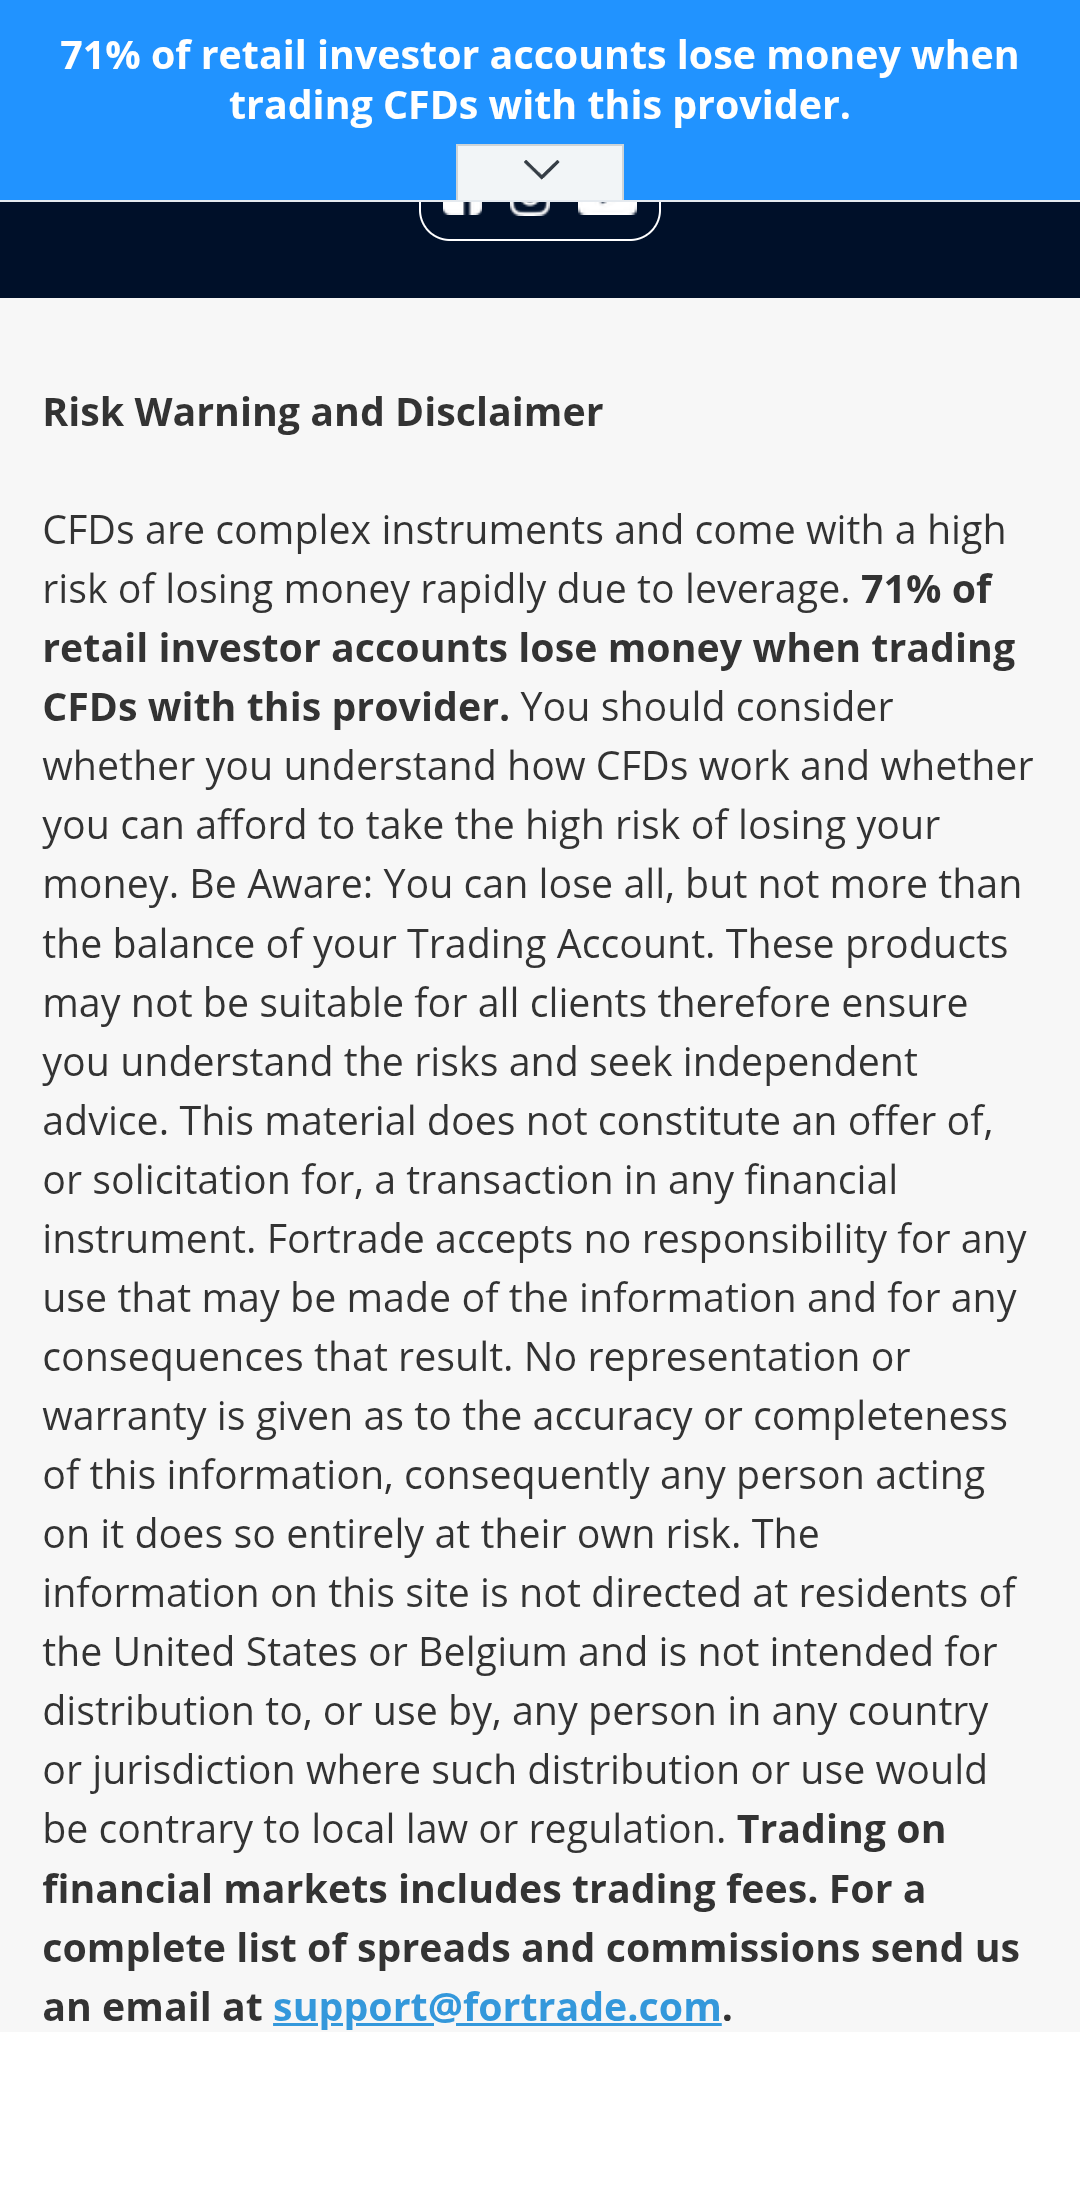 71% of retail investor accounts lose money when
trading CFDs with this provider.
Risk Warning and Disclaimer
CFDs are complex instruments and come with a high
risk of losing money rapidly due to leverage. 71% of
retail investor accounts lose money when trading
CFDs with this provider. You should consider
whether you understand how CFDs work and whether
you can afford to take the high risk of losing your
money. Be Aware: You can lose all, but not more than
the balance of your Trading Account. These products
may not be suitable for all clients therefore ensure
you understand the risks and seek independent
advice. This material does not constitute an offer of,
or solicitation for, a transaction in any financial
instrument. Fortrade accepts no responsibility for any
use that may be made of the information and for any
consequences that result. No representation or
warranty is given as to the accuracy or completeness
of this information, consequently any person acting
on it does so entirely at their own risk. The
information on this site is not directed at residents of
the United States or Belgium and is not intended for
distribution to, or use by, any person in any country
or jurisdiction where such distribution or use would
be contrary to local law or regulation. Trading on
financial markets includes trading fees. For a
complete list of spreads and commissions send us
an email at support@fortrade.com.